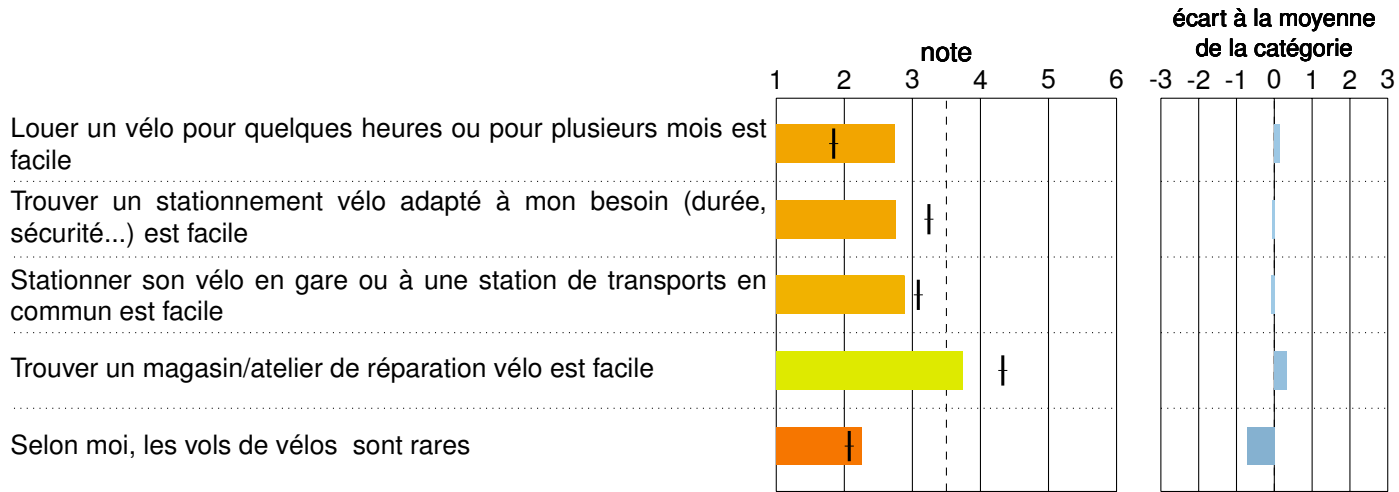 écart à la moyenne
de la catégorie
note
1 2 3 4 5 6
-3 -2 -1 0 1 2 3
Louer un vélo pour quelques heures ou pour plusieurs mois est
facile
Trouver un stationnement vélo adapté à mon besoin (durée,
sécurité...) est facile
Stationner son vélo en gare ou à une station de transports en
commun est facile
Trouver un magasin/atelier de réparation vélo est facile
Selon moi, les vols de vélos sont rares